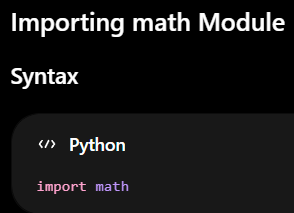 Importing math Module
Syntax
Python
import math